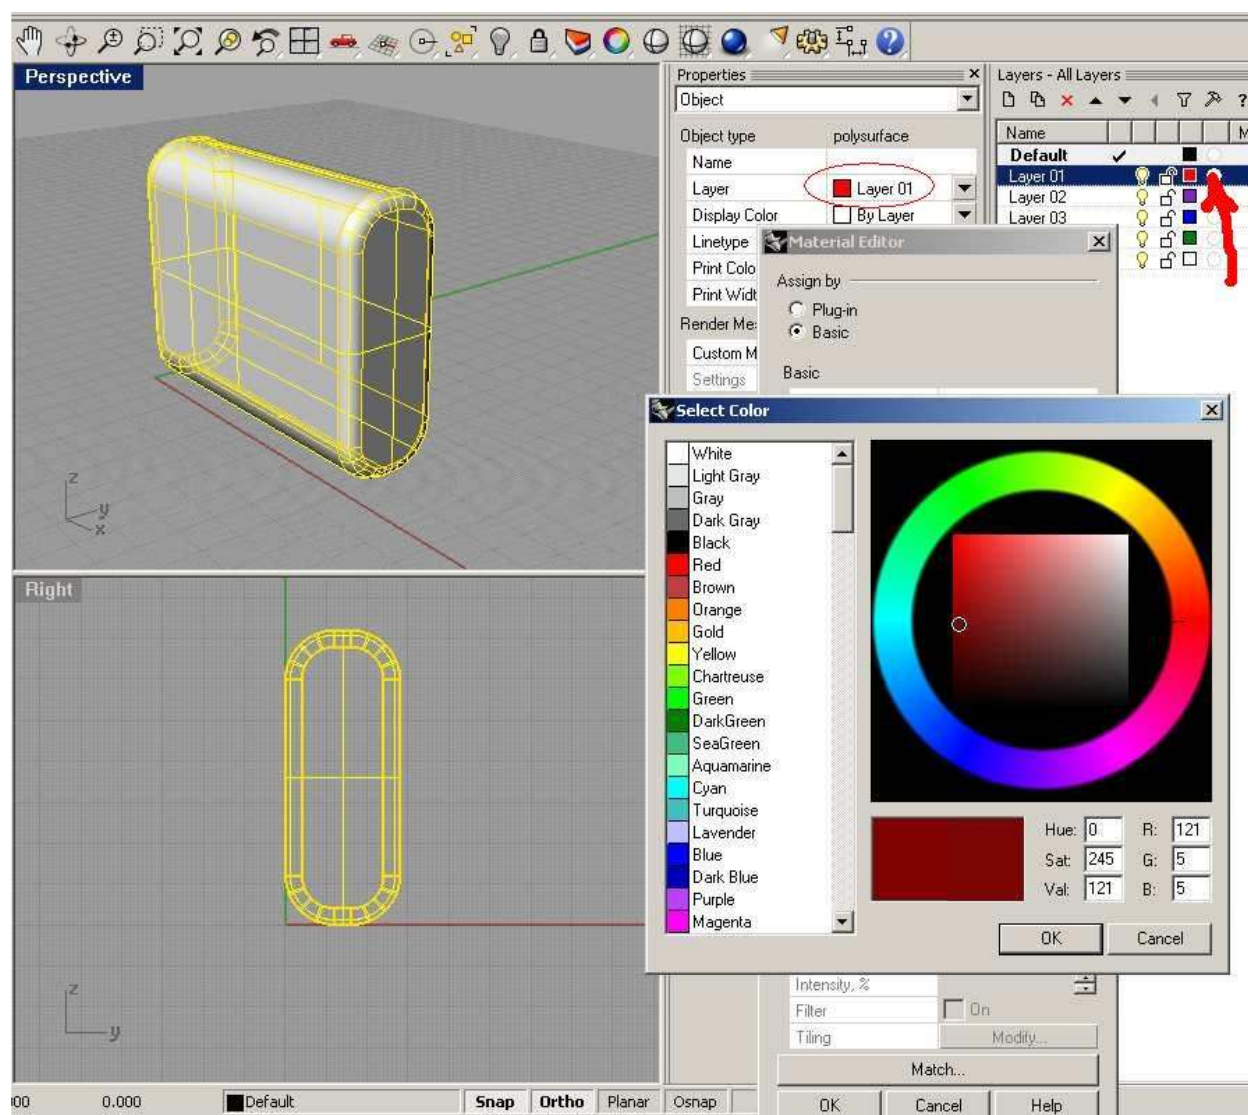 Perspective
Properties
Object
Object type polysurface
Name
Layer Layer 01
Display Color By Layer
Linetype
Print Colo
Print Widt
Render Me
Custom M
Settings
Layers - All Layers
?
Name M
Default
Layer 01
Layer 02
Layer 03
Material Editor
Assign by
Plug-in
Basic
Basic
Select Color
White
Light Gray
Gray
Dark Gray
Black
Red
Brown
Orange
Gold
Yellow
Chartreuse
Green
DarkGreen
SeaGreen
Aquamarine
Cyan
Turquoise
Lavender
Blue
Dark Blue
Purple
Magenta
Hue: 0 R: 121
Sat: 245 G: 5
Val: 121 B: 5
OK Cancel
Intensity, %
Filter On
Tiling Modify...
Match...
OK Cancel Help
z
y
x
Right
z
y
00 0.000 Default Snap Ortho Planar Osnap